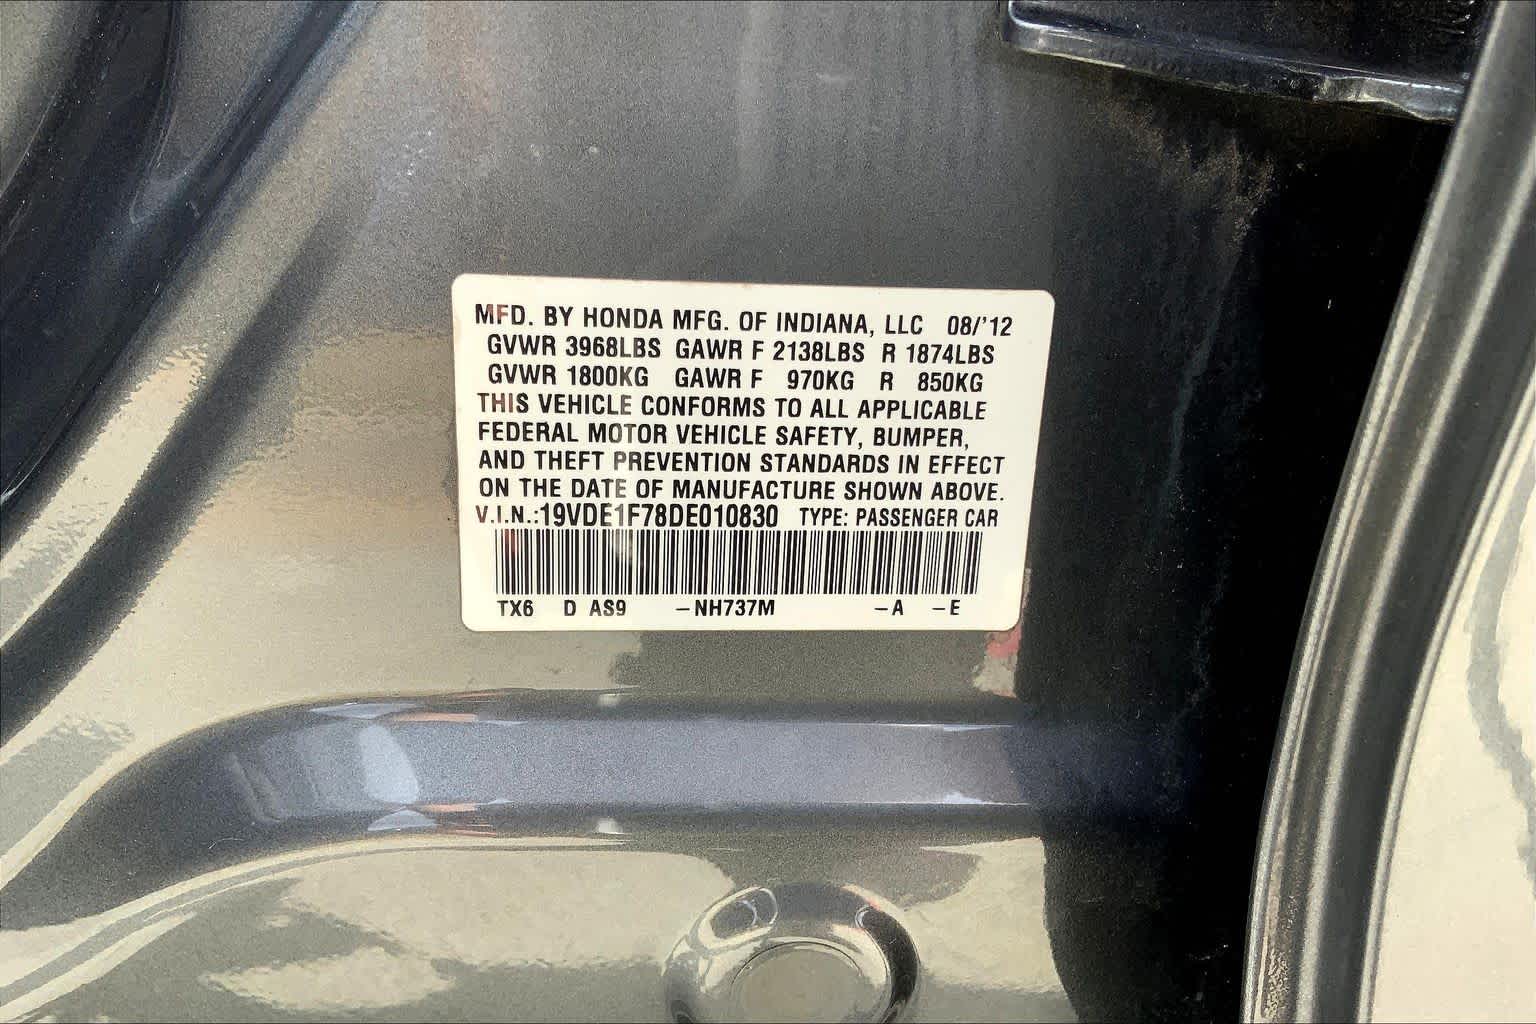 MFD. BY HONDA MFG. OF INDIANA, LLC 08/'12
GVWR 3968LBS GAWR F 2138LBS R 1874LBS
GVWR 1800KG GAWR F 970KG R 850KG
THIS VEHICLE CONFORMS TO ALL APPLICABLE
FEDERAL MOTOR VEHICLE SAFETY, BUMPER,
AND THEFT PREVENTION STANDARDS IN EFFECT
ON THE DATE OF MANUFACTURE SHOWN ABOVE.
V.I.N.:19VDE1F78DE010830 TYPE: PASSENGER CAR
TX6 D AS9 -NH737M -A -E